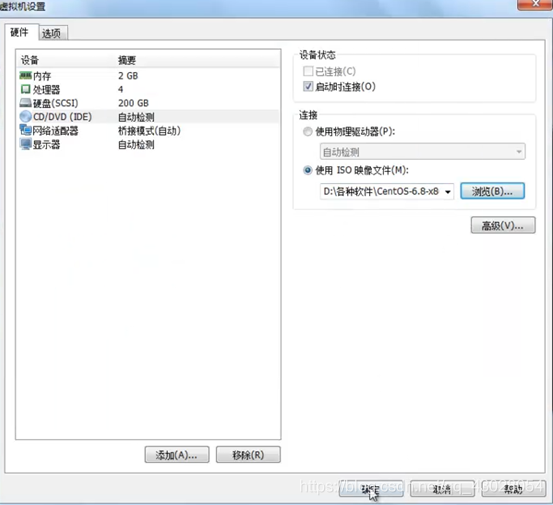 虚拟机设置
硬件 选项
设备 摘要
内存 2 GB
处理器 4
硬盘(SCSI) 200 GB
CD/DVD (IDE) 自动检测
网络适配器 桥接模式(自动)
显示器 自动检测
添加(A)... 移除(R)
设备状态
已连接(C)
启动时连接(O)
连接
使用物理驱动器(P):
自动检测
使用 ISO 映像文件(M):
D:\各种软件\CentOS-6.8-x8 浏览(B)...
高级(V)...
确定 取消 帮助